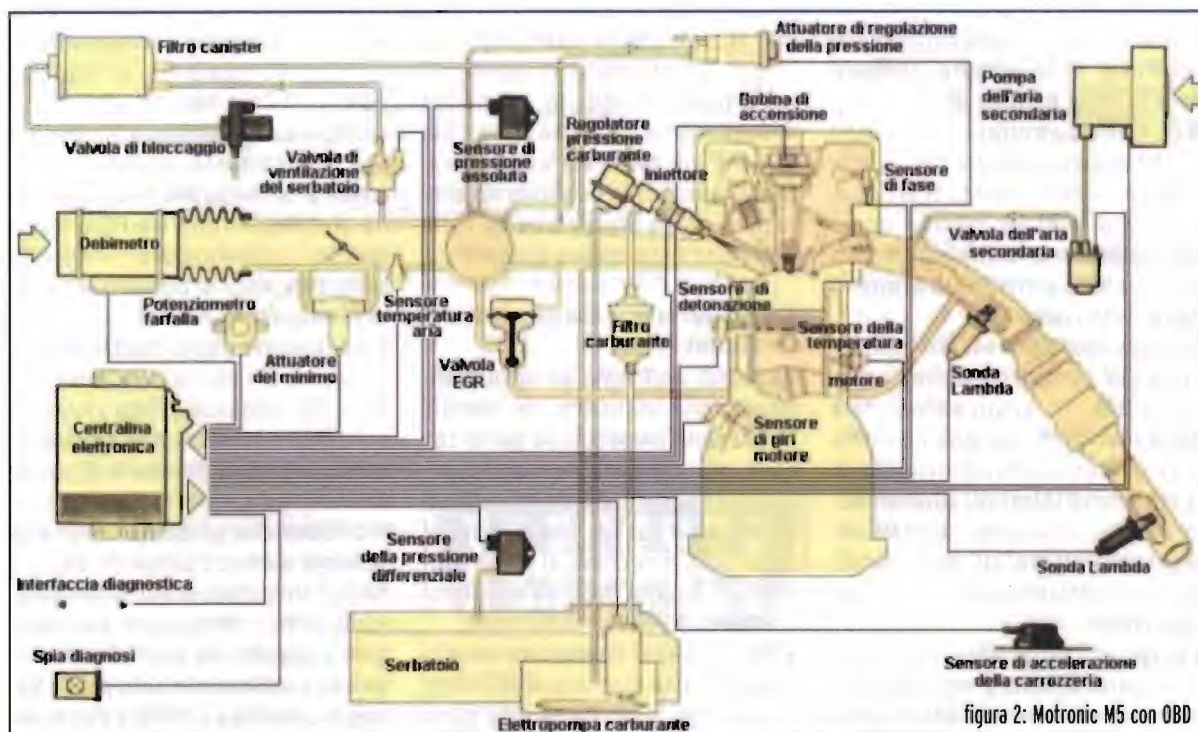 Filtro canister
Attuatore di regolazione
della pressione
Pompa
dell'aria
secondaria
Bobina di
accensione
Regolatore
pressione
carburante
Valvola di bloccaggio
Valvola di
ventilazione
del serbatoio
Sensore di
pressione
assoluta
Iniettore
Sensore
di fase
Debimetro
Valvola dell'aria
secondaria
Potenziometro
farfalla
Sensore
temperatura
aria
Sensore di
detonazione
Attuatore
del minimo
Valvola
EGR
Filtro
carburante
Sensore della
temperatura
motore
Sonda
Lambda
Centralina
elettronica
Sensore
di giri
motore
Sensore
della pressione
differenziale
Sonda Lambda
Interfaccia diagnostica
Spia diagnosi
Serbatoio
Elettropompa carburante
Sensore di accelerazione
della carrozzeria
figura 2: Motronic M5 con OBD